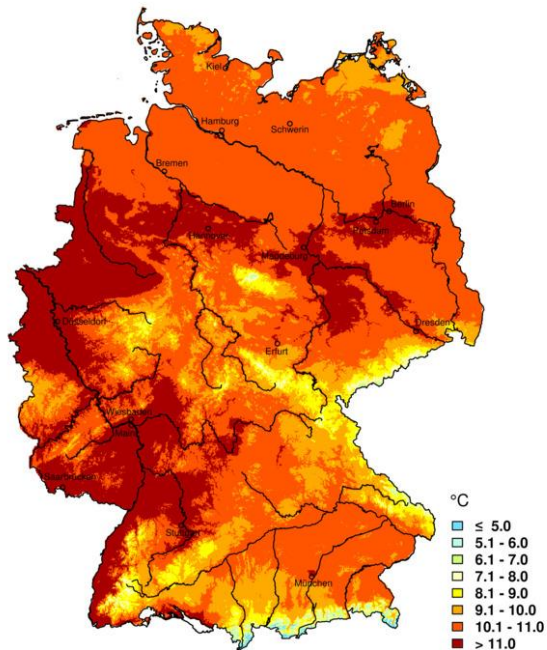 Kiel
Hamburg
Schwerin
Bremen
Berlin
Potsdam
Hannover
Magdeburg
Düsseldorf
Dresden
Erfurt
Wiesbaden
Mainz
Saarbrücken
Stuttgart
München
°C
≤ 5.0
5.1 - 6.0
6.1 - 7.0
7.1 - 8.0
8.1 - 9.0
9.1 - 10.0
10.1 - 11.0
> 11.0